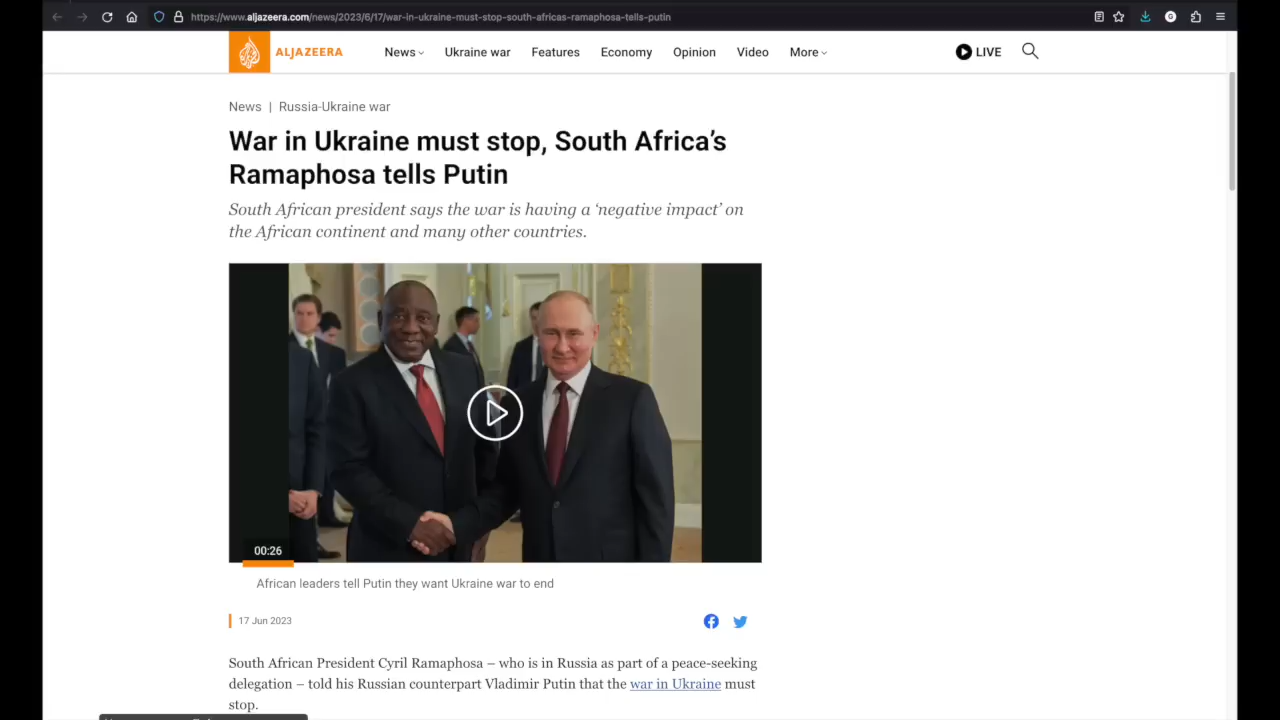 https://www.aljazeera.com/news/2023/6/17/war-in-ukraine-must-stop-south-africas-ramaphosa-tells-putin
ALJAZEERA
News
Ukraine war
Features
Economy
Opinion
Video
More
LIVE
News | Russia-Ukraine war
War in Ukraine must stop, South Africa's
Ramaphosa tells Putin
South African president says the war is having a ‘negative impact’ on
the African continent and many other countries.
00:26
African leaders tell Putin they want Ukraine war to end
17 Jun 2023
South African President Cyril Ramaphosa – who is in Russia as part of a peace-seeking
delegation – told his Russian counterpart Vladimir Putin that the war in Ukraine must
stop.